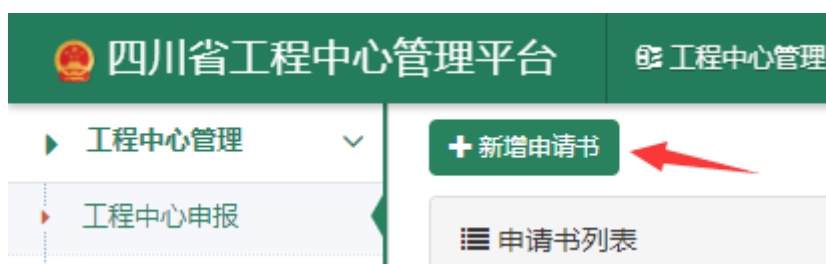 四川省工程中心管理平台
工程中心管理
工程中心管理
新增申请书
工程中心申报
申请书列表